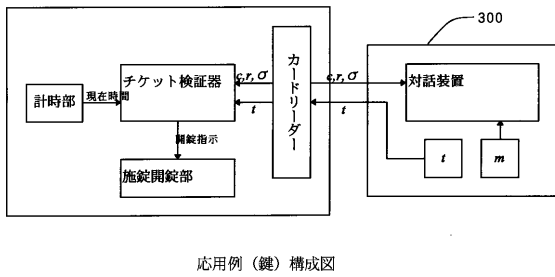 300
チケット検証器
c,r,σ
カードリーダー
c,r,σ
対話装置
計時部
現在時間
t
t
開錠指示
施錠開錠部
t
m
応用例（鍵）構成図